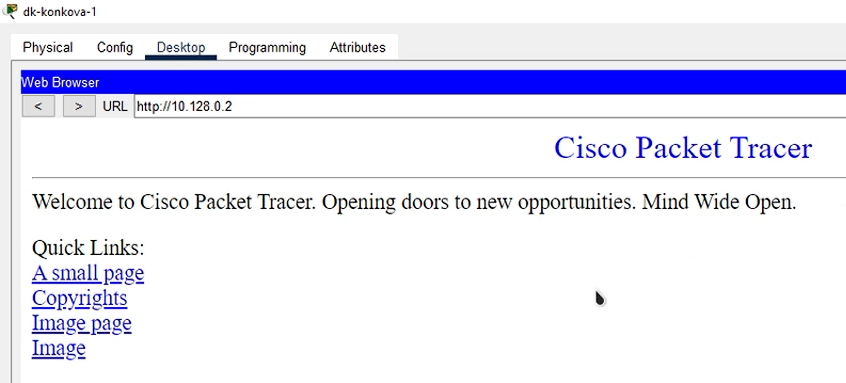 dk-konkova-1
Physical Config Desktop Programming Attributes
Web Browser
< > URL http://10.128.0.2
Cisco Packet Tracer
Welcome to Cisco Packet Tracer. Opening doors to new opportunities. Mind Wide Open.
Quick Links:
A small page
Copyrights
Image page
Image